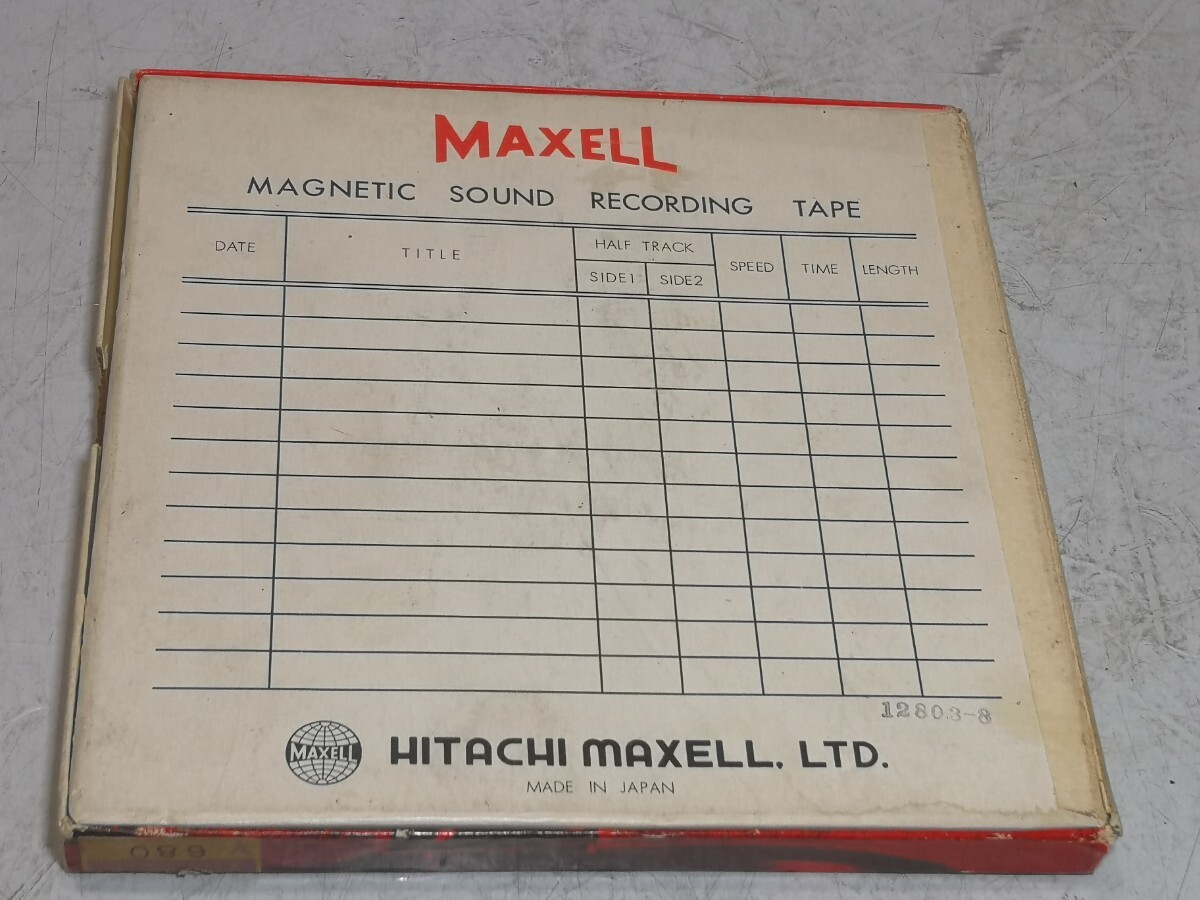 MAXELL
MAGNETIC SOUND RECORDING TAPE
DATE TITLE HALF TRACK SPEED TIME LENGTH
SIDE1 SIDE2
12803-8
MAXELL HITACHI MAXELL, LTD.
MADE IN JAPAN